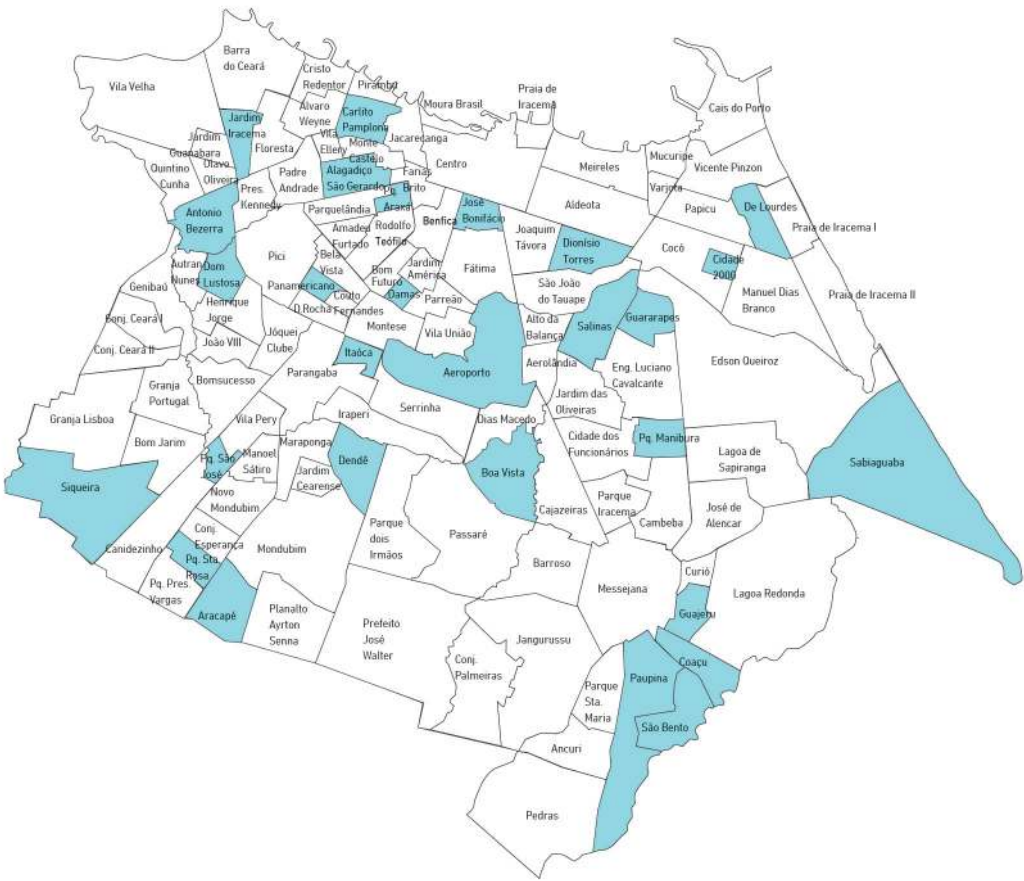 Barra
do Ceará
Vila Velha
Cristo
Redentor
Pirambú
Moura Brasil
Praia de
Iracema
Cais do Porto
Alvaro
Weyne
Carlito
Pamplona
Jardim
Iracema
Floresta
Jacarecanga
Vila
Ellery
Monte
Castelo
Jardim
Guanabara
Quintino
Cunha
Olavo
Oliveira
Padre
Andrade
Alagadiço
São Gerardo
Farias
Brito
Centro
Meireles
Mucuripe
Vicente Pinzon
Varjota
Pres.
Kennedy
Parquelândia
Pq.
Araxá
José
Bonifácio
Aldeota
Papicu
De Lourdes
Praia de Iracema I
Antonio
Bezerra
Amadeu
Furtado
Rodolfo
Teófilo
Benfica
Joaquim
Távora
Dionísio
Torres
Cocó
Cidade
2000
Manuel Dias
Branco
Praia de Iracema II
Autran
Nunes
Dom
Lustosa
Pici
Bela
Vista
Panamericano
Bom
Futuro
Jardim
América
Damas
Fátima
São João
do Tauape
Genibaú
Henrique
Jorge
D.Rocha
Couto
Fernandes
Parreão
Montese
Vila União
Alto da
Balança
Salinas
Guararapes
Conj. Ceará I
Conj. Ceará II
João VIII
Jóquei
Clube
Itaóca
Aeroporto
Aerolândia
Eng. Luciano
Cavalcante
Edson Queiroz
Granja
Portugal
Bomsucesso
Parangaba
Serrinha
Jardim das
Oliveiras
Granja Lisboa
Bom Jarim
Vila Pery
Iraperi
Dias Macedo
Cidade dos
Funcionários
Pq. Manibura
Lagoa de
Sapiranga
Sabiaguaba
Siqueira
Pq. São
José
Manoel
Sátiro
Maraponga
Jardim
Cearense
Dendê
Boa Vista
Novo
Mondubim
Parque
dois
Irmãos
Passaré
Cajazeiras
Parque
Iracema
Cambeba
José de
Alencar
Canidezinho
Conj.
Esperança
Mondubim
Pq. Sta.
Rosa
Pq. Pres.
Vargas
Aracapé
Planalto
Ayrton
Senna
Prefeito
José
Walter
Barroso
Messejana
Curió
Guajeru
Lagoa Redonda
Jangurussu
Conj.
Palmeiras
Coaçu
Paupina
Parque
Sta.
Maria
São Bento
Ancuri
Pedras